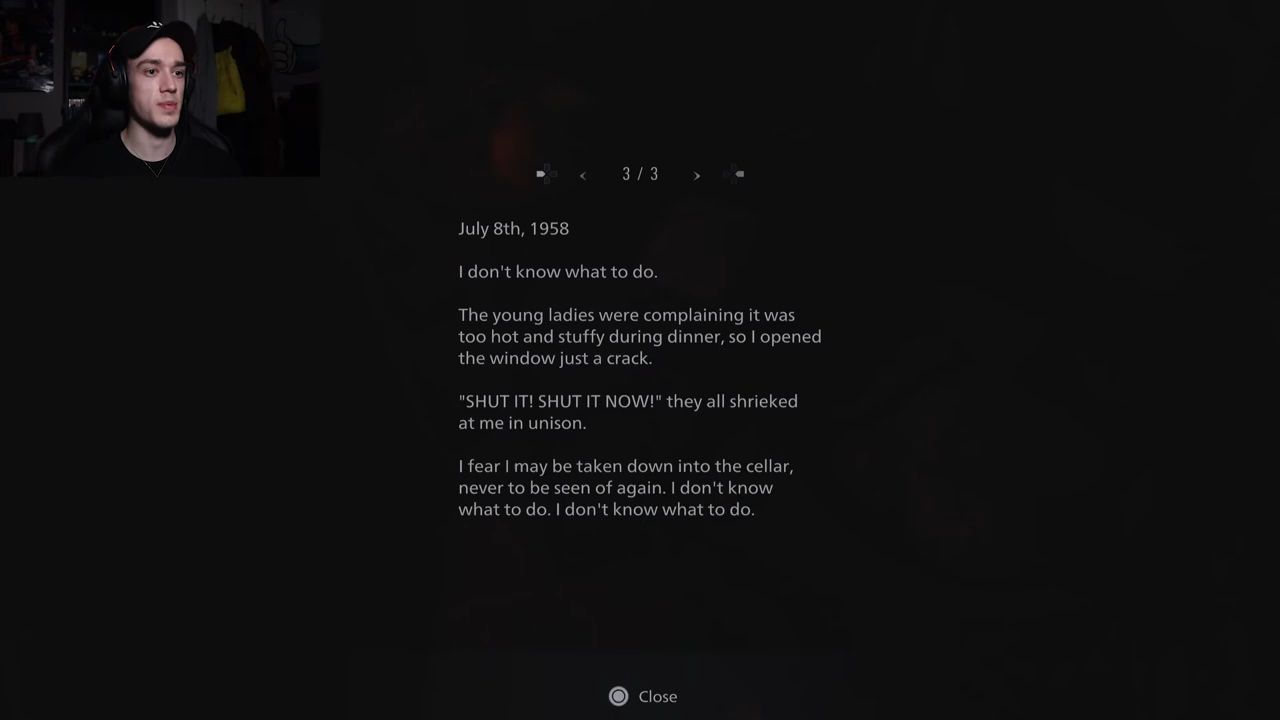 3 / 3
July 8th, 1958
I don't know what to do.
The young ladies were complaining it was
too hot and stuffy during dinner, so I opened
the window just a crack.
"SHUT IT! SHUT IT NOW!" they all shrieked
at me in unison.
I fear I may be taken down into the cellar,
never to be seen of again. I don't know
what to do. I don't know what to do.
Close